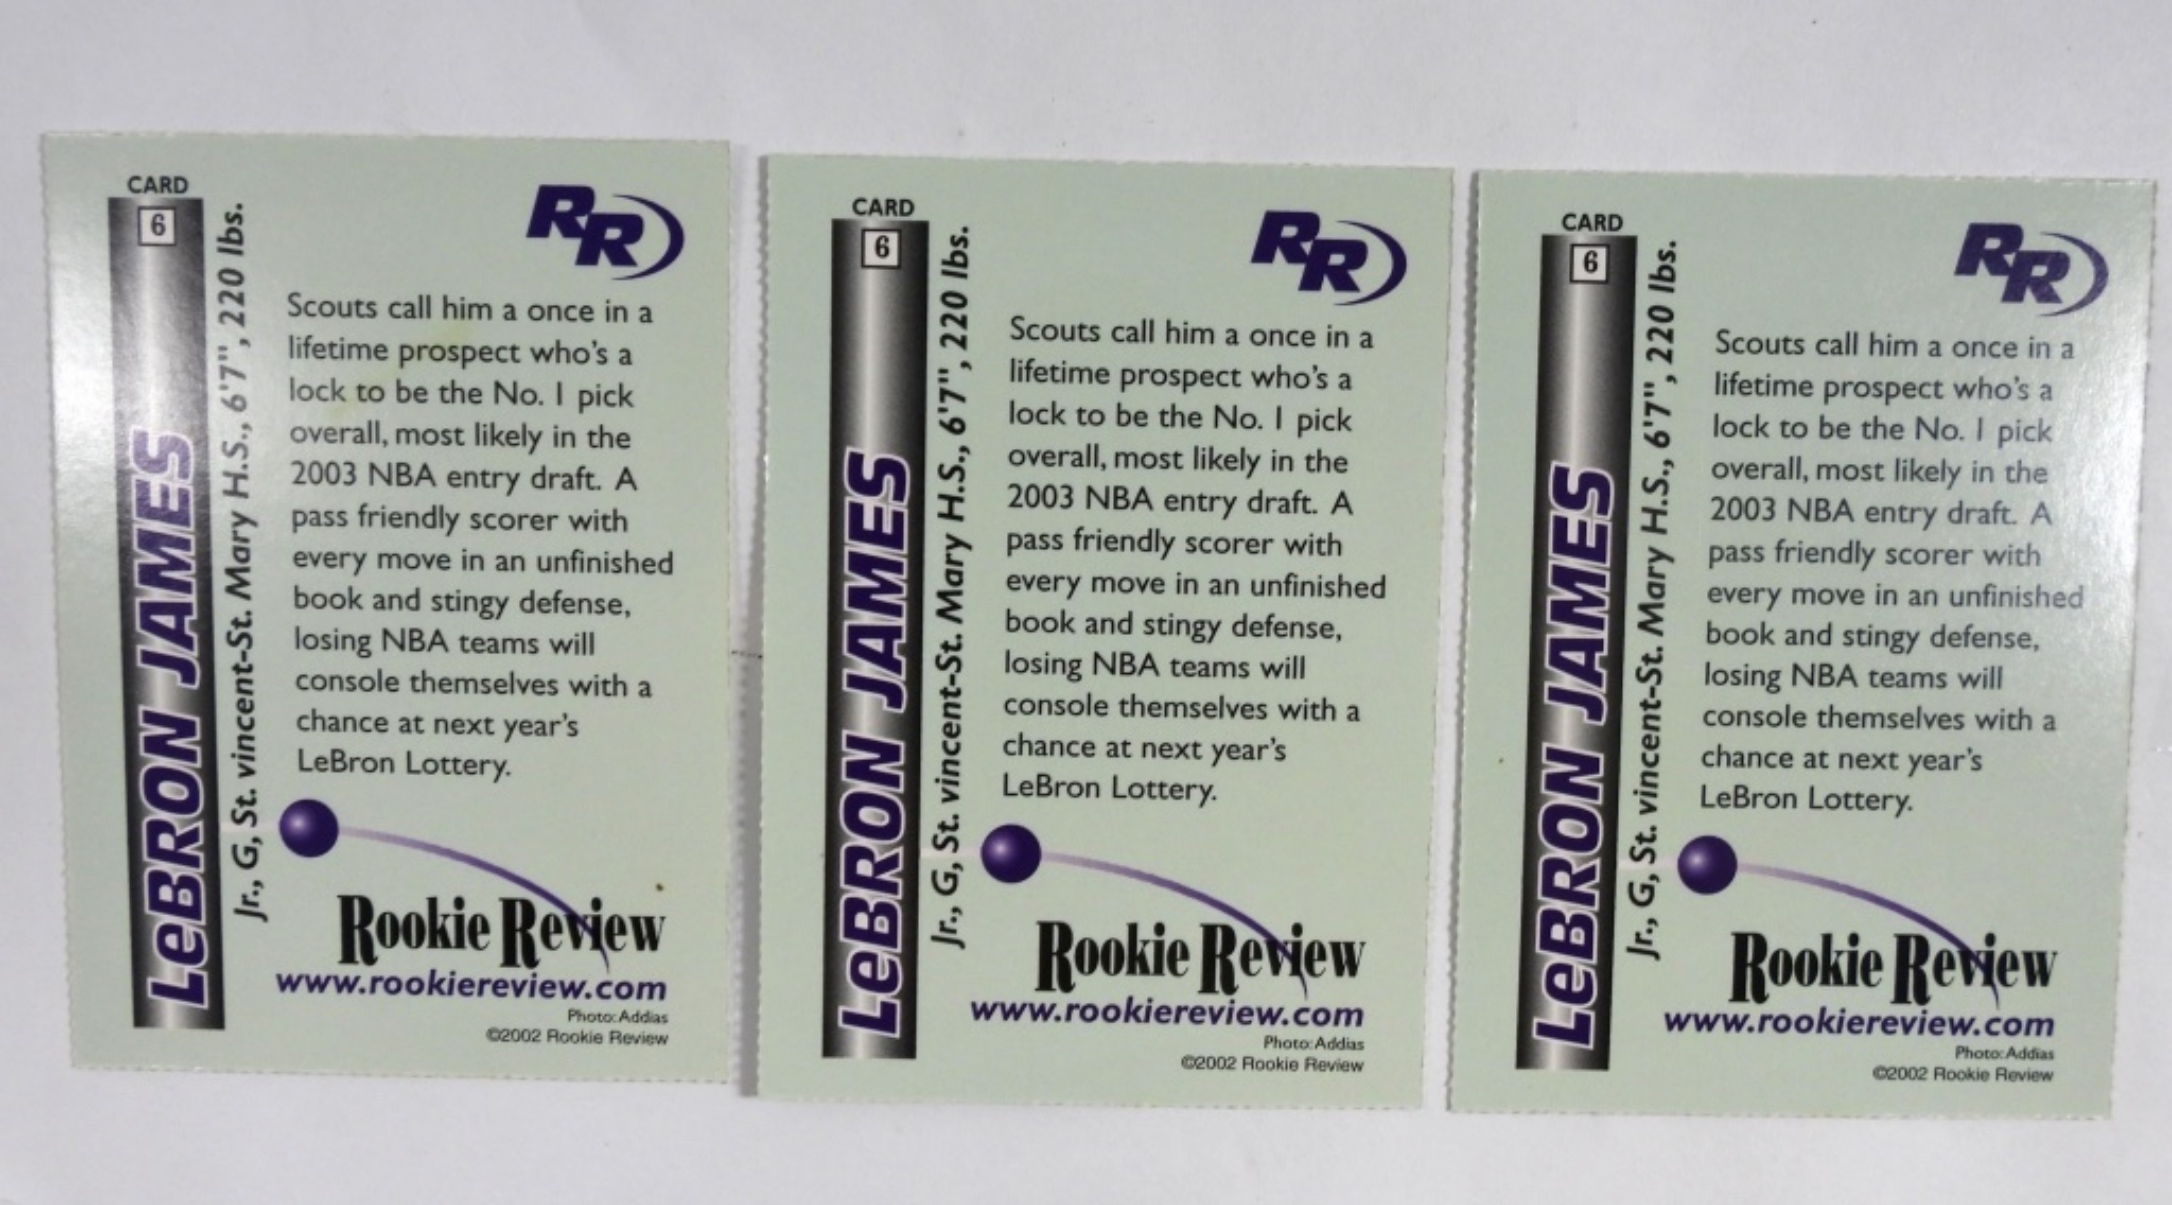 CARD
6
RR
LeBRON JAMES
Jr., G, St. vincent-St. Mary H.S., 6'7", 220 lbs.
Scouts call him a once in a
lifetime prospect who's a
lock to be the No. 1 pick
overall, most likely in the
2003 NBA entry draft. A
pass friendly scorer with
every move in an unfinished
book and stingy defense,
losing NBA teams will
console themselves with a
chance at next year's
LeBron Lottery.
Rookie Review
www.rookiereview.com
Photo: Addias
©2002 Rookie Review
CARD
6
RR
LeBRON JAMES
Jr., G, St. vincent-St. Mary H.S., 6'7", 220 lbs.
Scouts call him a once in a
lifetime prospect who's a
lock to be the No. 1 pick
overall, most likely in the
2003 NBA entry draft. A
pass friendly scorer with
every move in an unfinished
book and stingy defense,
losing NBA teams will
console themselves with a
chance at next year's
LeBron Lottery.
Rookie Review
www.rookiereview.com
Photo: Addias
©2002 Rookie Review
CARD
6
RR
LeBRON JAMES
Jr., G, St. vincent-St. Mary H.S., 6'7", 220 lbs.
Scouts call him a once in a
lifetime prospect who's a
lock to be the No. 1 pick
overall, most likely in the
2003 NBA entry draft. A
pass friendly scorer with
every move in an unfinished
book and stingy defense,
losing NBA teams will
console themselves with a
chance at next year's
LeBron Lottery.
Rookie Review
www.rookiereview.com
Photo: Addias
©2002 Rookie Review